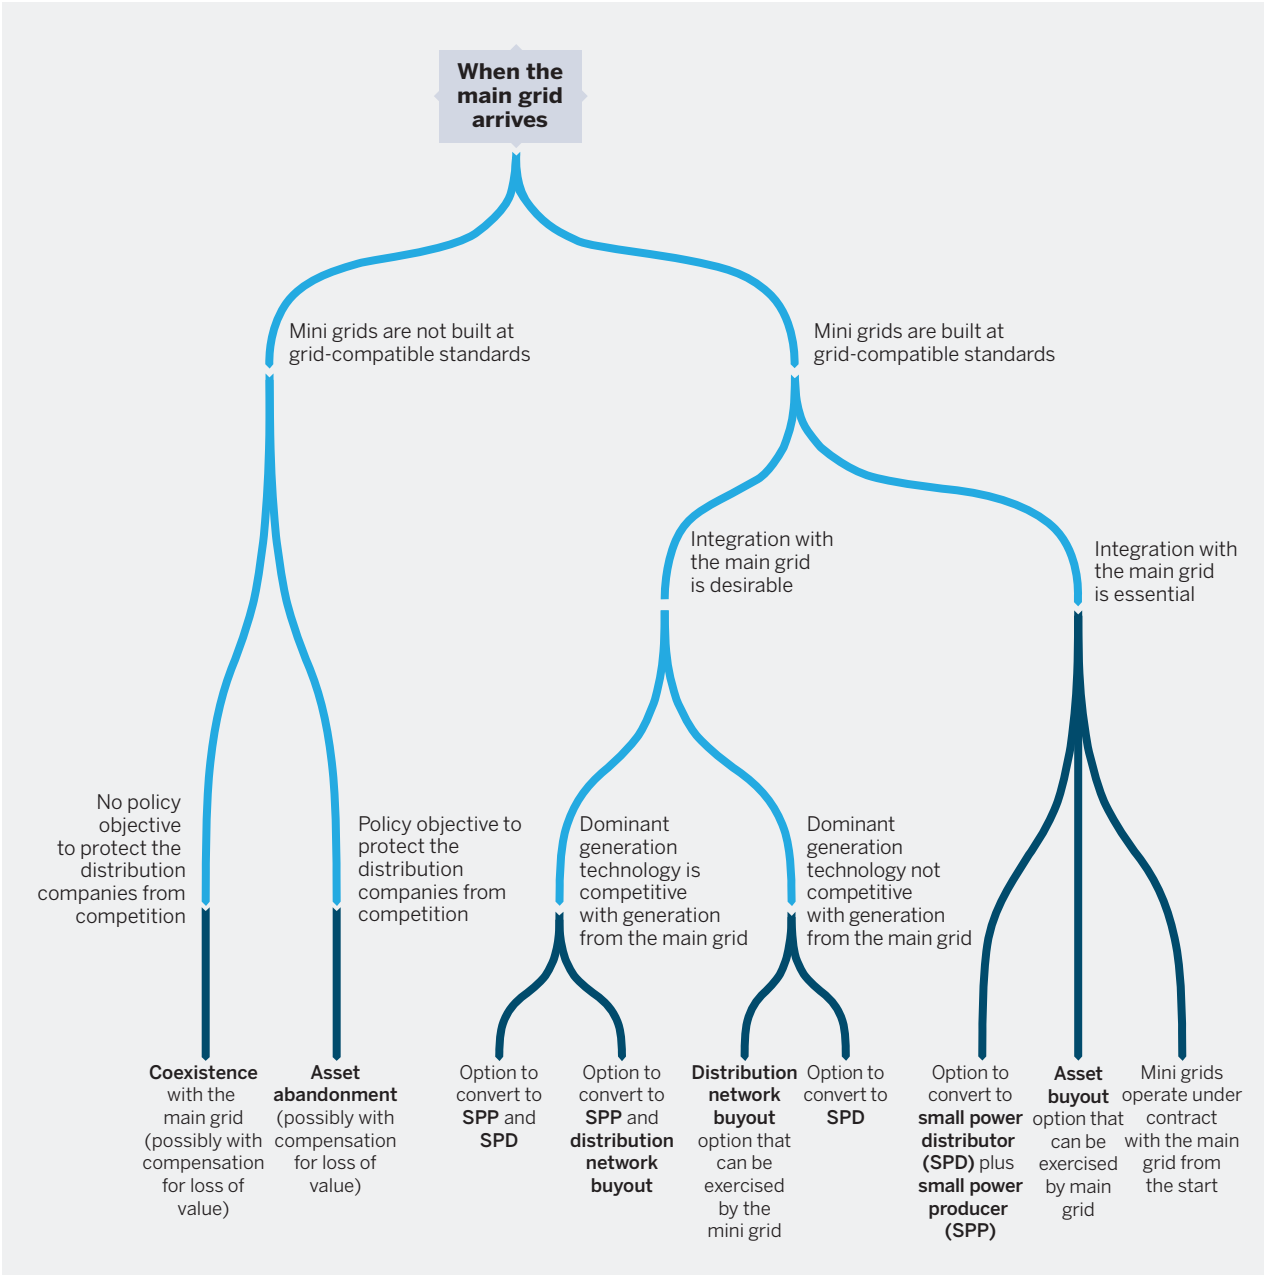 When the
main grid
arrives
Mini grids are not built at
grid-compatible standards
Mini grids are built at
grid-compatible standards
Integration with
the main grid
is desirable
Integration with
the main grid
is essential
No policy
objective
to protect the
distribution
companies from
competition
Policy objective to
protect the
distribution
companies from
competition
Dominant
generation
technology is
competitive
with generation
from the main grid
Dominant
generation
technology not
competitive
with generation
from the main grid
Coexistence
with the
main grid
(possibly with
compensation
for loss of
value)
Asset
abandonment
(possibly with
compensation
for loss of
value)
Option to
convert to
SPP and
SPD
Option to
convert to
SPP and
distribution
network
buyout
Distribution
network
buyout
option that
can be
exercised
by the
mini grid
Option to
convert to
SPD
Option to
convert to
small power
distributor
(SPD) plus
small power
producer
(SPP)
Asset
buyout
option that
can be
exercised
by main
grid
Mini grids
operate under
contract
with the main
grid from
the start